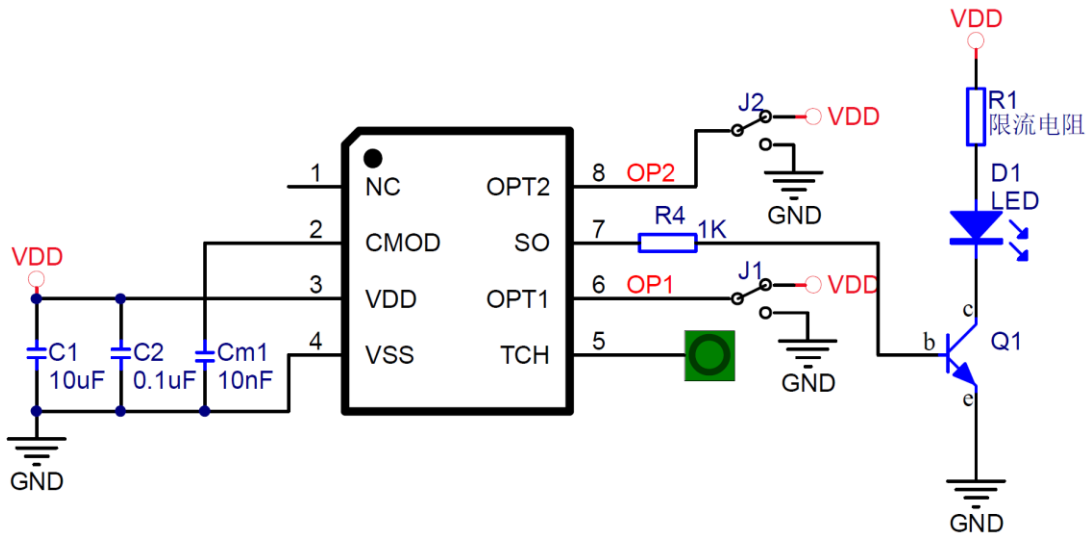 VDD
R1
限流电阻
D1
LED
J2
VDD
GND
1
NC
OPT2
8
OP2
2
CMOD
SO
7
R4
1K
VDD
3
VDD
OPT1
6
OP1
J1
VDD
GND
4
VSS
TCH
5
C1
10uF
C2
0.1uF
Cm1
10nF
GND
c
b
Q1
e
GND